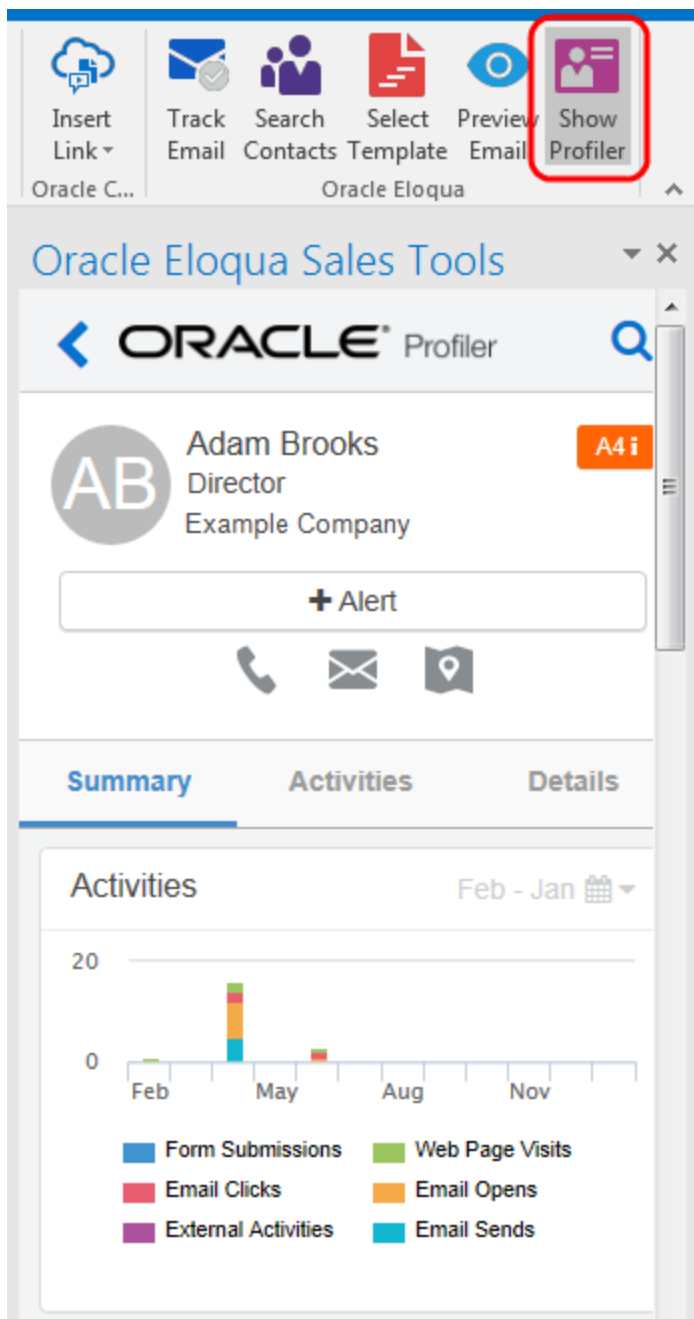 Insert Link
Track Email
Search Contacts
Select Template
Preview Email
Show Profiler
Oracle C...
Oracle Eloqua
Oracle Eloqua Sales Tools
ORACLE® Profiler
AB
Adam Brooks
A4 i
Director
Example Company
+ Alert
Summary Activities Details
Activities Feb - Jan
20
0
Feb May Aug Nov
Form Submissions Web Page Visits
Email Clicks Email Opens
External Activities Email Sends